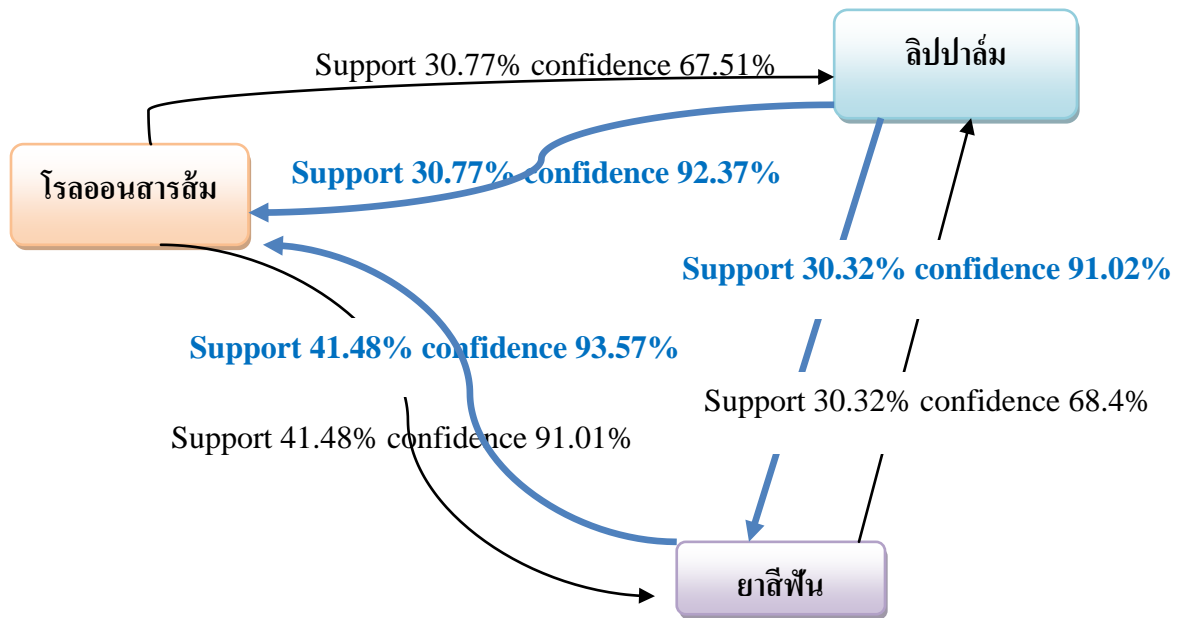 ลิปปาล์ม
Support 30.77% confidence 67.51%
Support 30.77% confidence 92.37%
โรลออนสารส้ม
Support 30.32% confidence 91.02%
Support 41.48% confidence 93.57%
Support 30.32% confidence 68.4%
Support 41.48% confidence 91.01%
ยาสีฟัน